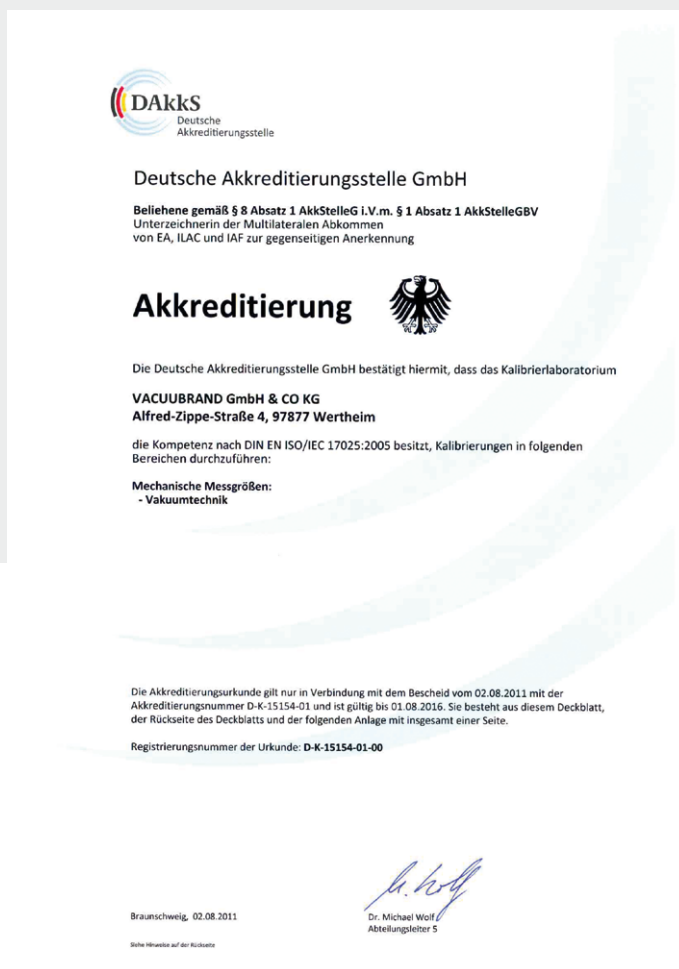 DAkkS
Deutsche
Akkreditierungsstelle
Deutsche Akkreditierungsstelle GmbH
Beliehene gemäß § 8 Absatz 1 AkkStelleG i.V.m. § 1 Absatz 1 AkkStelleGBV
Unterzeichnerin der Multilateralen Abkommen
von EA, ILAC und IAF zur gegenseitigen Anerkennung
Akkreditierung
Die Deutsche Akkreditierungsstelle GmbH bestätigt hiermit, dass das Kalibrierlaboratorium
VACUUBRAND GmbH & CO KG
Alfred-Zippe-Straße 4, 97877 Wertheim
die Kompetenz nach DIN EN ISO/IEC 17025:2005 besitzt, Kalibrierungen in folgenden
Bereichen durchzuführen:
Mechanische Messgrößen:
- Vakuumtechnik
Die Akkreditierungsurkunde gilt nur in Verbindung mit dem Bescheid vom 02.08.2011 mit der
Akkreditierungsnummer D-K-15154-01 und ist gültig bis 01.08.2016. Sie besteht aus diesem Deckblatt,
der Rückseite des Deckblatts und der folgenden Anlage mit insgesamt einer Seite.
Registrierungsnummer der Urkunde: D-K-15154-01-00
M. Wolf
Braunschweig, 02.08.2011
Dr. Michael Wolf
Abteilungsleiter 5
Siehe Hinweise auf der Rückseite